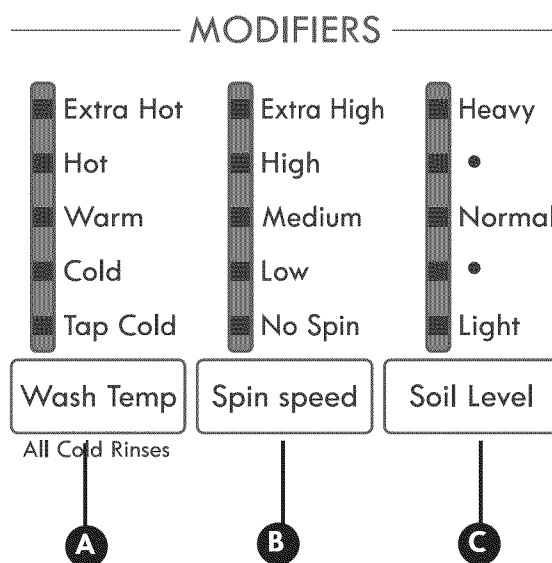 MODIFIERS
Extra Hot
Hot
Warm
Cold
Tap Cold
Wash Temp
All Cold Rinses
A
Extra High
High
Medium
Low
No Spin
Spin speed
B
Heavy
•
Normal
•
Light
Soil Level
C